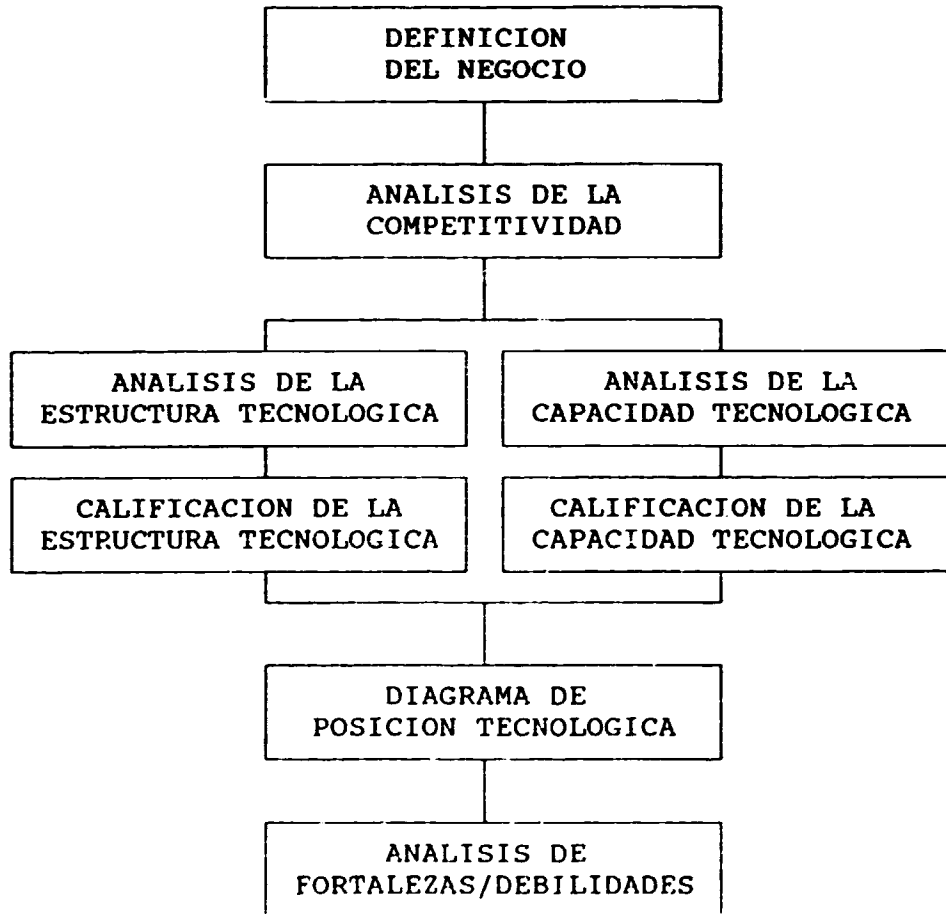 DEFINICION
DEL NEGOCIO
ANALISIS DE LA
COMPETITIVIDAD
ANALISIS DE LA
ESTRUCTURA TECNOLOGICA
ANALISIS DE LA
CAPACIDAD TECNOLOGICA
CALIFICACION DE LA
ESTRUCTURA TECNOLOGICA
CALIFICACION DE LA
CAPACIDAD TECNOLOGICA
DIAGRAMA DE
POSICION TECNOLOGICA
ANALISIS DE
FORTALEZAS/DEBILIDADES